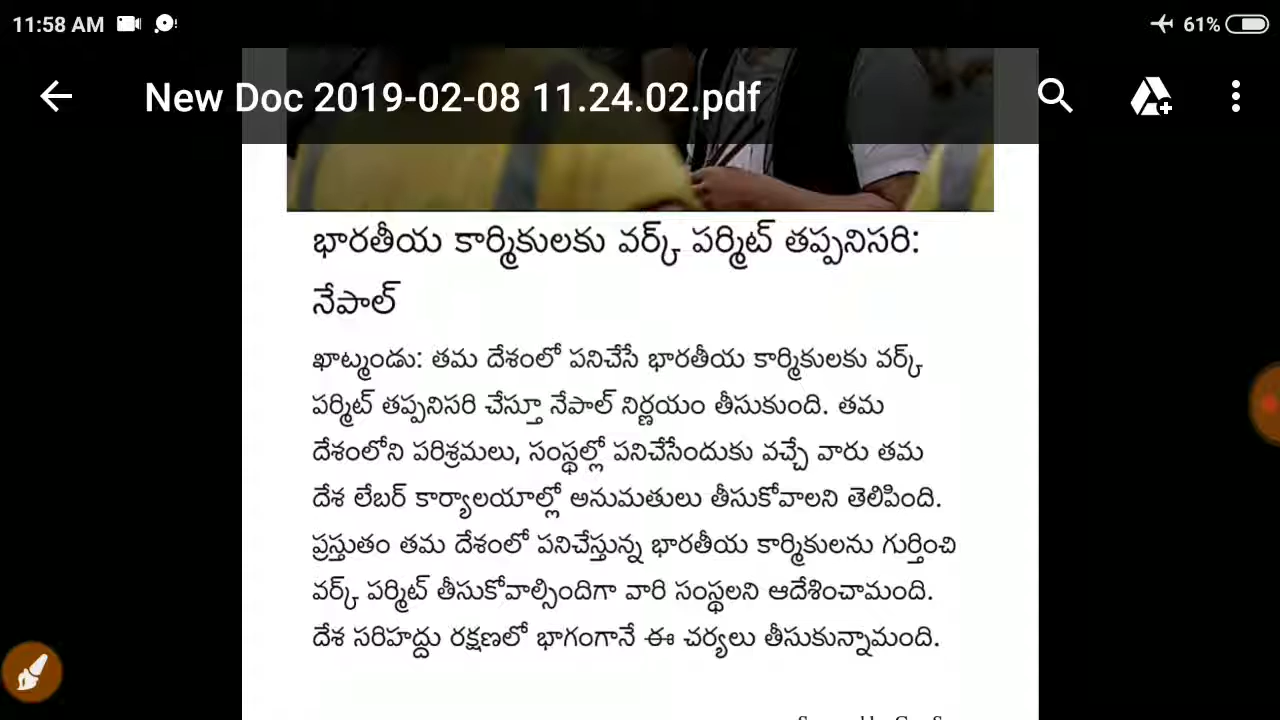 11:58 AM
61%
New Doc 2019-02-08 11.24.02.pdf
భారతీయ కార్మికులకు వర్క్ పర్మిట్ తప్పనిసరి:
నేపాల్
ఖాట్మండు: తమ దేశంలో పనిచేసే భారతీయ కార్మికులకు వర్క్
పర్మిట్ తప్పనిసరి చేస్తూ నేపాల్ నిర్ణయం తీసుకుంది. తమ
దేశంలోని పరిశ్రమలు, సంస్థల్లో పనిచేసేందుకు వచ్చే వారు తమ
దేశ లేబర్ కార్యాలయాల్లో అనుమతులు తీసుకోవాలని తెలిపింది.
ప్రస్తుతం తమ దేశంలో పనిచేస్తున్న భారతీయ కార్మికులను గుర్తించి
వర్క్ పర్మిట్ తీసుకోవాల్సిందిగా వారి సంస్థలని ఆదేశించామంది.
దేశ సరిహద్దు రక్షణలో భాగంగానే ఈ చర్యలు తీసుకున్నామంది.